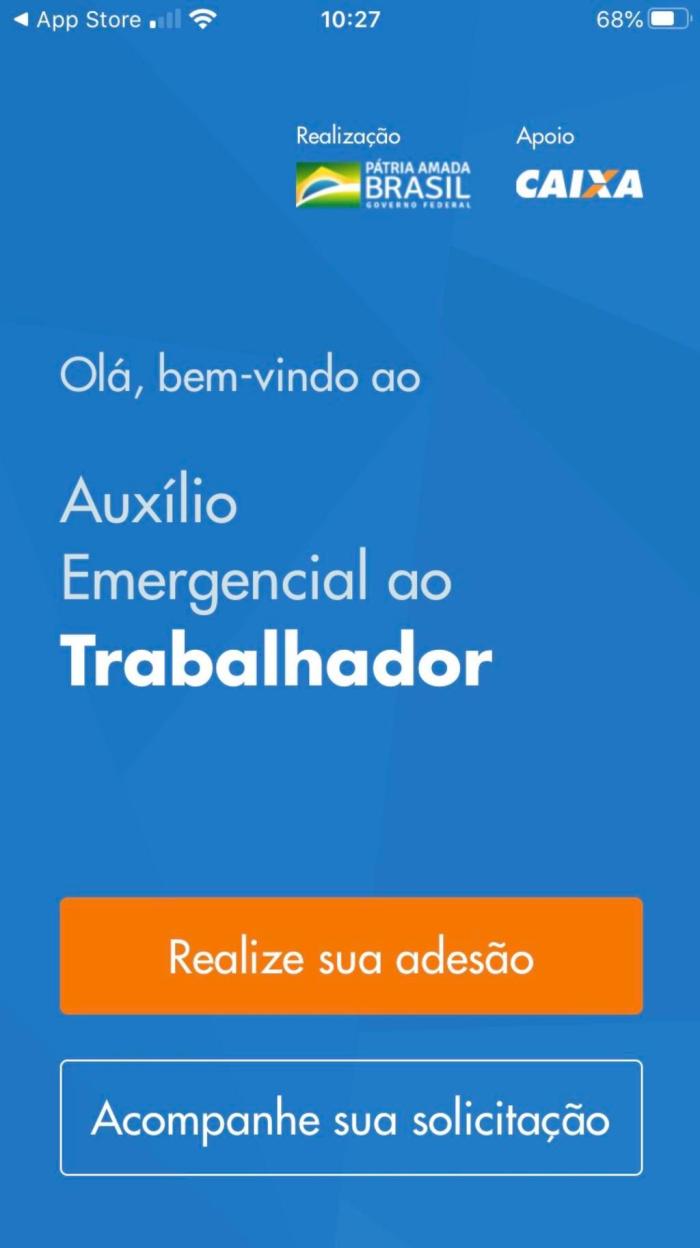 App Store
10:27
68%
Realização
Apoio
PÁTRIA AMADA
BRASIL
GOVERNO FEDERAL
CAIXA
Olá, bem-vindo ao
Auxílio
Emergencial ao
Trabalhador
Realize sua adesão
Acompanhe sua solicitação